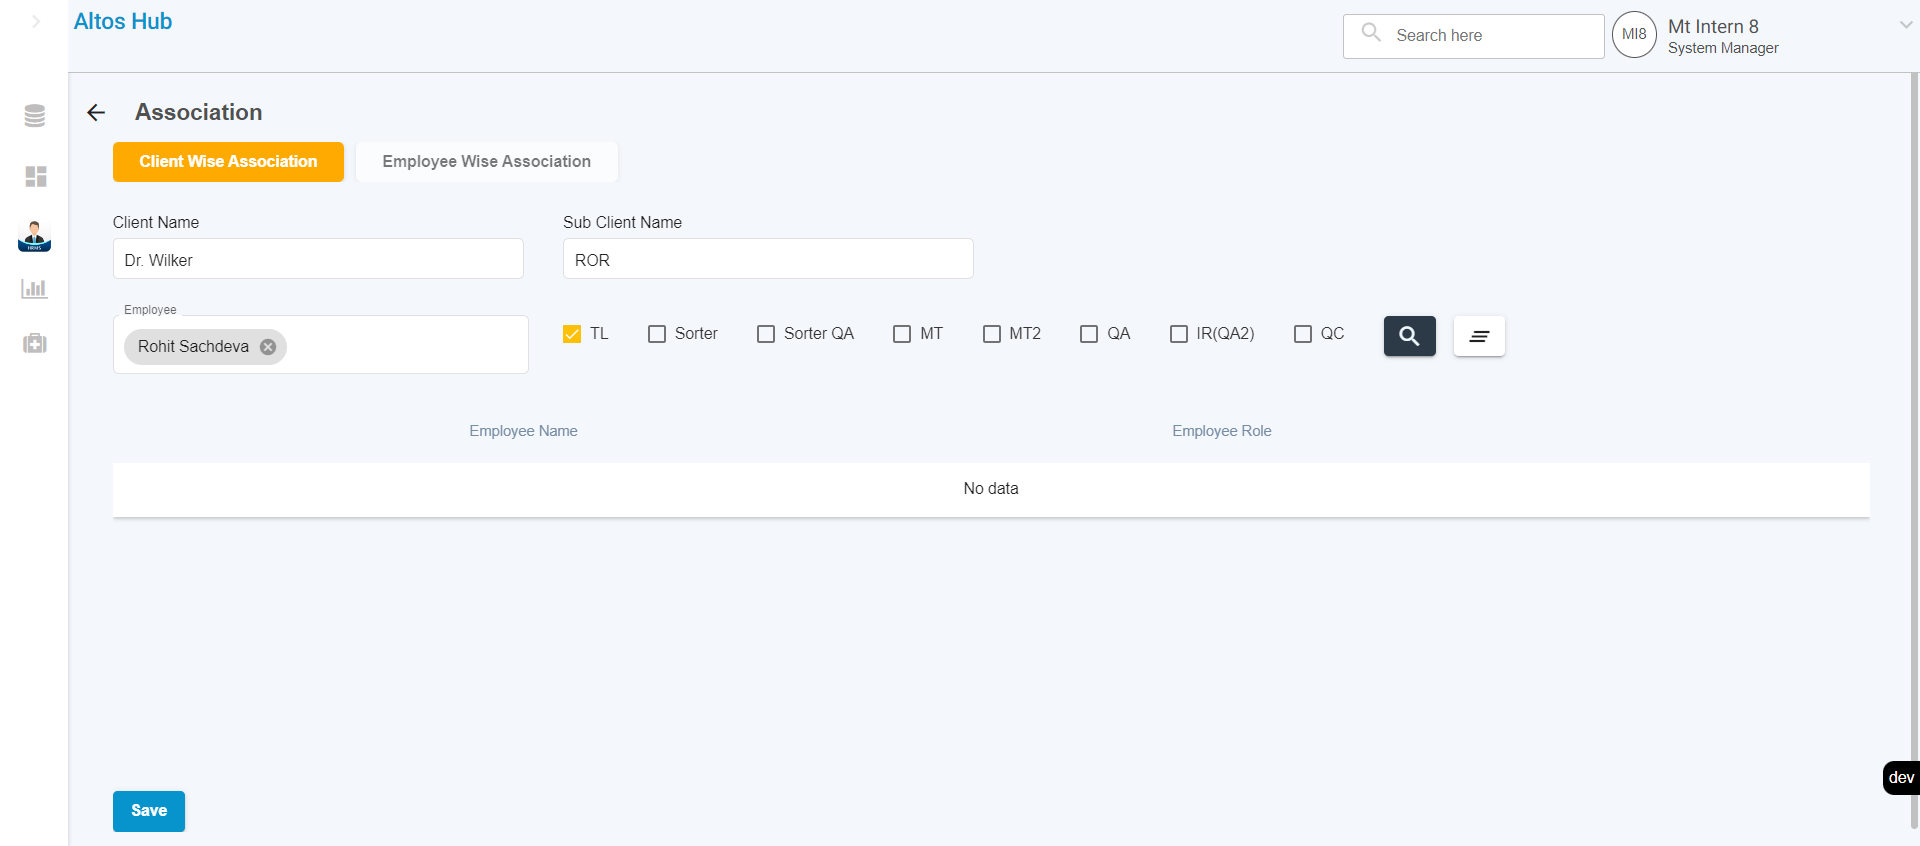 Altos Hub
Search here
MI8
Mt Intern 8
System Manager
Association
Client Wise Association
Employee Wise Association
Client Name
Sub Client Name
Dr. Wilker
ROR
Employee
Rohit Sachdeva
TL
Sorter
Sorter QA
MT
MT2
QA
IR(QA2)
QC
Employee Name
Employee Role
No data
dev
Save
HRMS